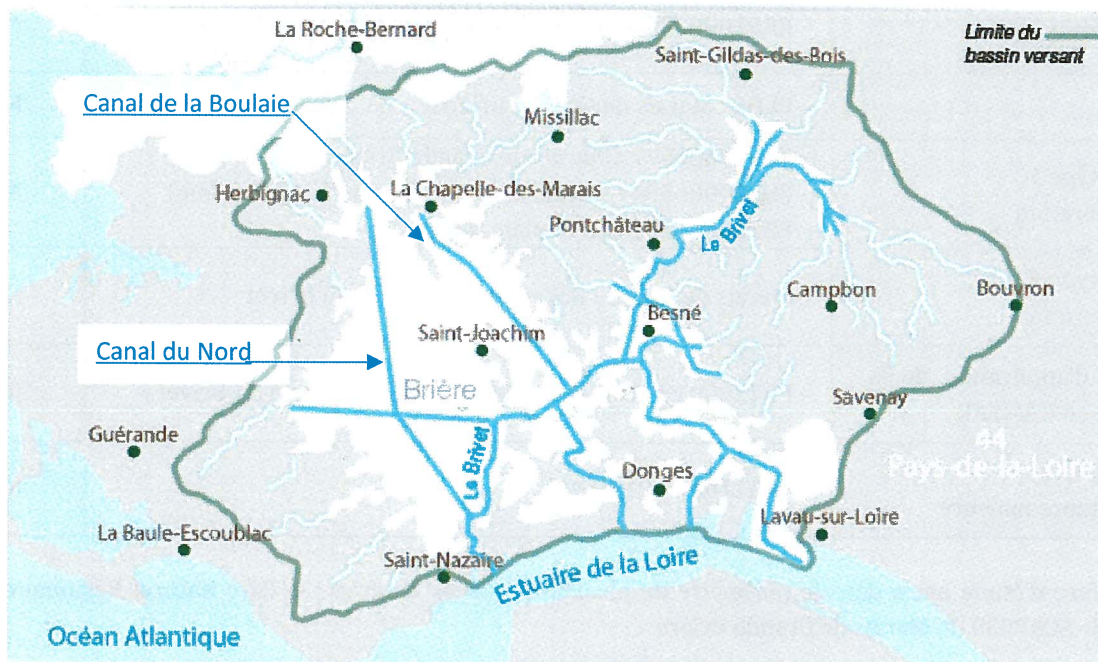 La Roche-Bernard
Limite du
bassin versant
Saint-Gildas-des-Bois
Canal de la Boulaie
Missillac
Herbignac
La Chapelle-des-Marais
Pontchâteau
Le Brivet
Campbon
Bouvron
Besné
Saint-Joachim
Canal du Nord
Brière
Savenay
Guérande
44
Pays-de-la-Loire
Le Brivet
Donges
Lavau-sur-Loire
La Baule-Escoublac
Saint-Nazaire
Estuaire de la Loire
Océan Atlantique